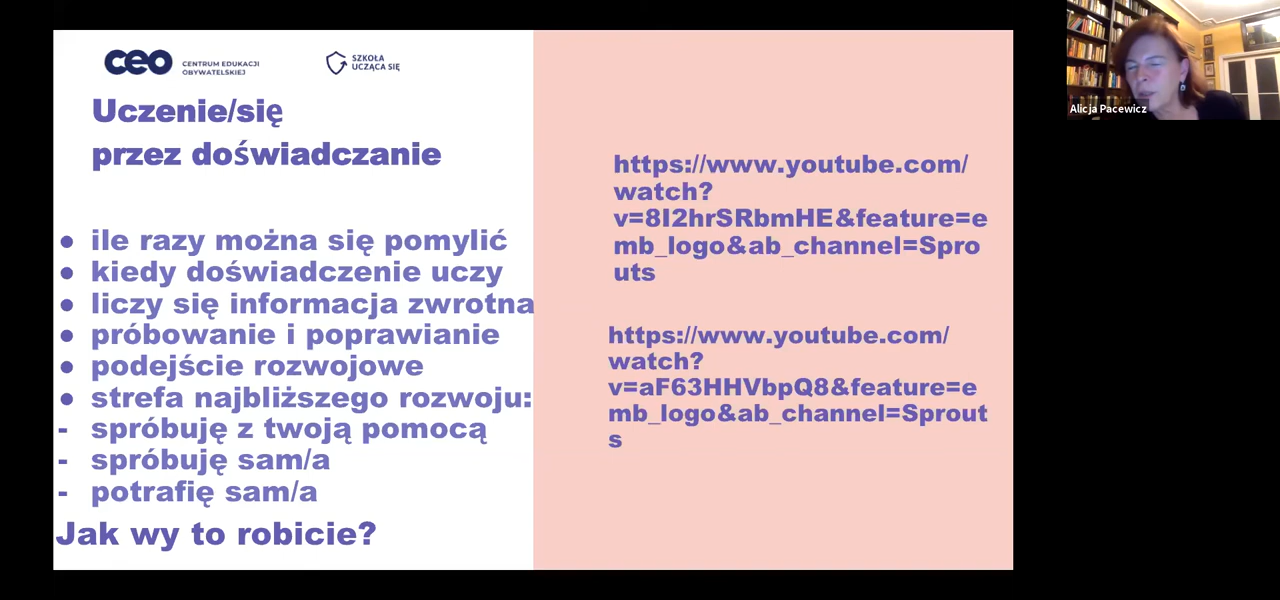 ceo CENTRUM EDUKACJI
OBYWATELSKIEJ
SZKOŁA
UCZĄCA SIĘ
Uczenie/się
przez doświadczanie
● ile razy można się pomylić
● kiedy doświadczenie uczy
● liczy się informacja zwrotna
● próbowanie i poprawianie
● podejście rozwojowe
● strefa najbliższego rozwoju:
- spróbuję z twoją pomocą
- spróbuję sam/a
- potrafię sam/a
Jak wy to robicie?
https://www.youtube.com/
watch?
v=8I2hrSRbmHE&feature=e
mb_logo&ab_channel=Spro
uts
https://www.youtube.com/
watch?
v=aF63HHVbpQ8&feature=e
mb_logo&ab_channel=Sprout
s
Alicja Pacewicz